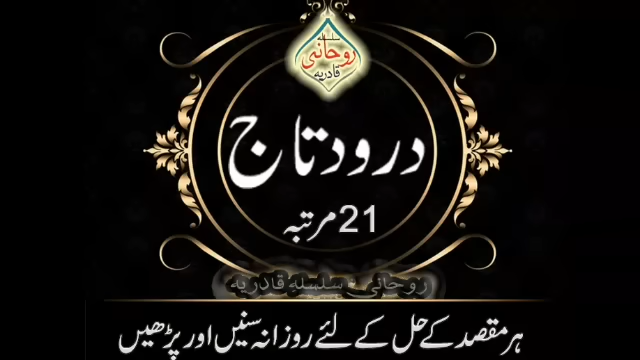 سلسلہ
روحانی
قادریہ
درود تاج
21 مرتبہ
روحانی سلسلہ قادریہ
ہر مقصد کے حل کے لئے روزانہ سنیں اور پڑھیں